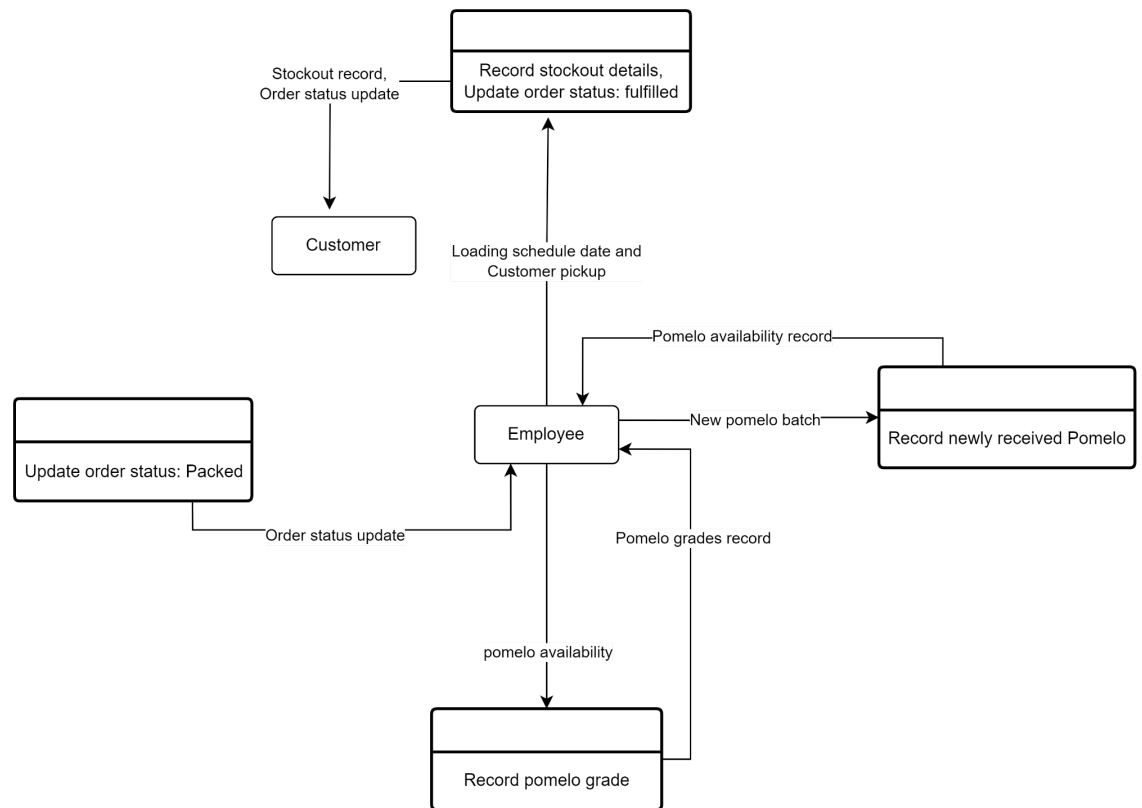 Record stockout details,
Update order status: fulfilled
Stockout record,
Order status update
Customer
Loading schedule date and
Customer pickup
Pomelo availability record
New pomelo batch
Employee
Record newly received Pomelo
Update order status: Packed
Order status update
Pomelo grades record
pomelo availability
Record pomelo grade